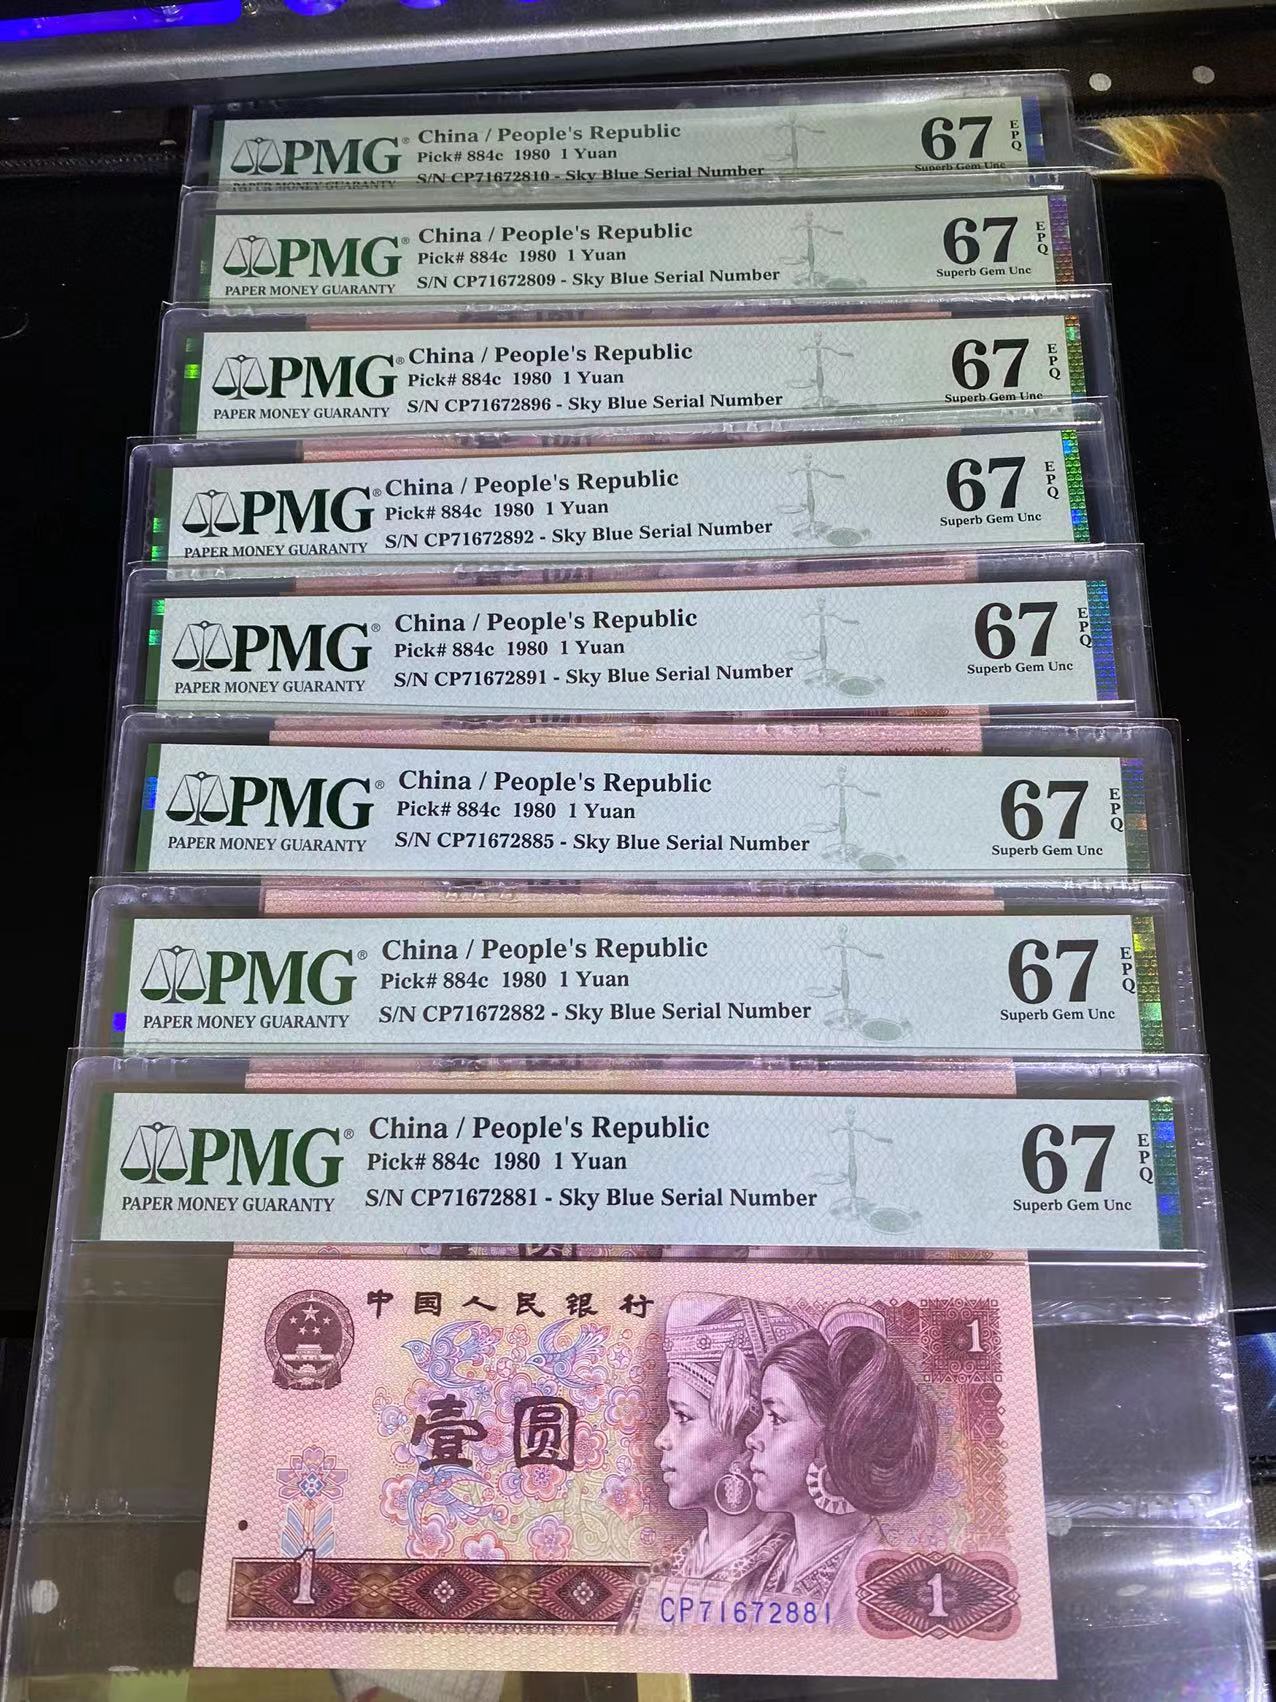 PMG®
China / People's Republic
Pick# 884c 1980 1 Yuan
S/N CP71672810 - Sky Blue Serial Number
PAPER MONEY GUARANTY
67
EPQ
Superb Gem Unc
PMG®
China / People's Republic
Pick# 884c 1980 1 Yuan
S/N CP71672809 - Sky Blue Serial Number
PAPER MONEY GUARANTY
67
EPQ
Superb Gem Unc
PMG®
China / People's Republic
Pick# 884c 1980 1 Yuan
S/N CP71672896 - Sky Blue Serial Number
PAPER MONEY GUARANTY
67
EPQ
Superb Gem Unc
PMG®
China / People's Republic
Pick# 884c 1980 1 Yuan
S/N CP71672892 - Sky Blue Serial Number
PAPER MONEY GUARANTY
67
EPQ
Superb Gem Unc
PMG®
China / People's Republic
Pick# 884c 1980 1 Yuan
S/N CP71672891 - Sky Blue Serial Number
PAPER MONEY GUARANTY
67
EPQ
Superb Gem Unc
PMG®
China / People's Republic
Pick# 884c 1980 1 Yuan
S/N CP71672885 - Sky Blue Serial Number
PAPER MONEY GUARANTY
67
EPQ
Superb Gem Unc
PMG®
China / People's Republic
Pick# 884c 1980 1 Yuan
S/N CP71672882 - Sky Blue Serial Number
PAPER MONEY GUARANTY
67
EPQ
Superb Gem Unc
PMG®
China / People's Republic
Pick# 884c 1980 1 Yuan
S/N CP71672881 - Sky Blue Serial Number
PAPER MONEY GUARANTY
67
EPQ
Superb Gem Unc
中国人民银行
1
壹圆
1
CP71672881
1